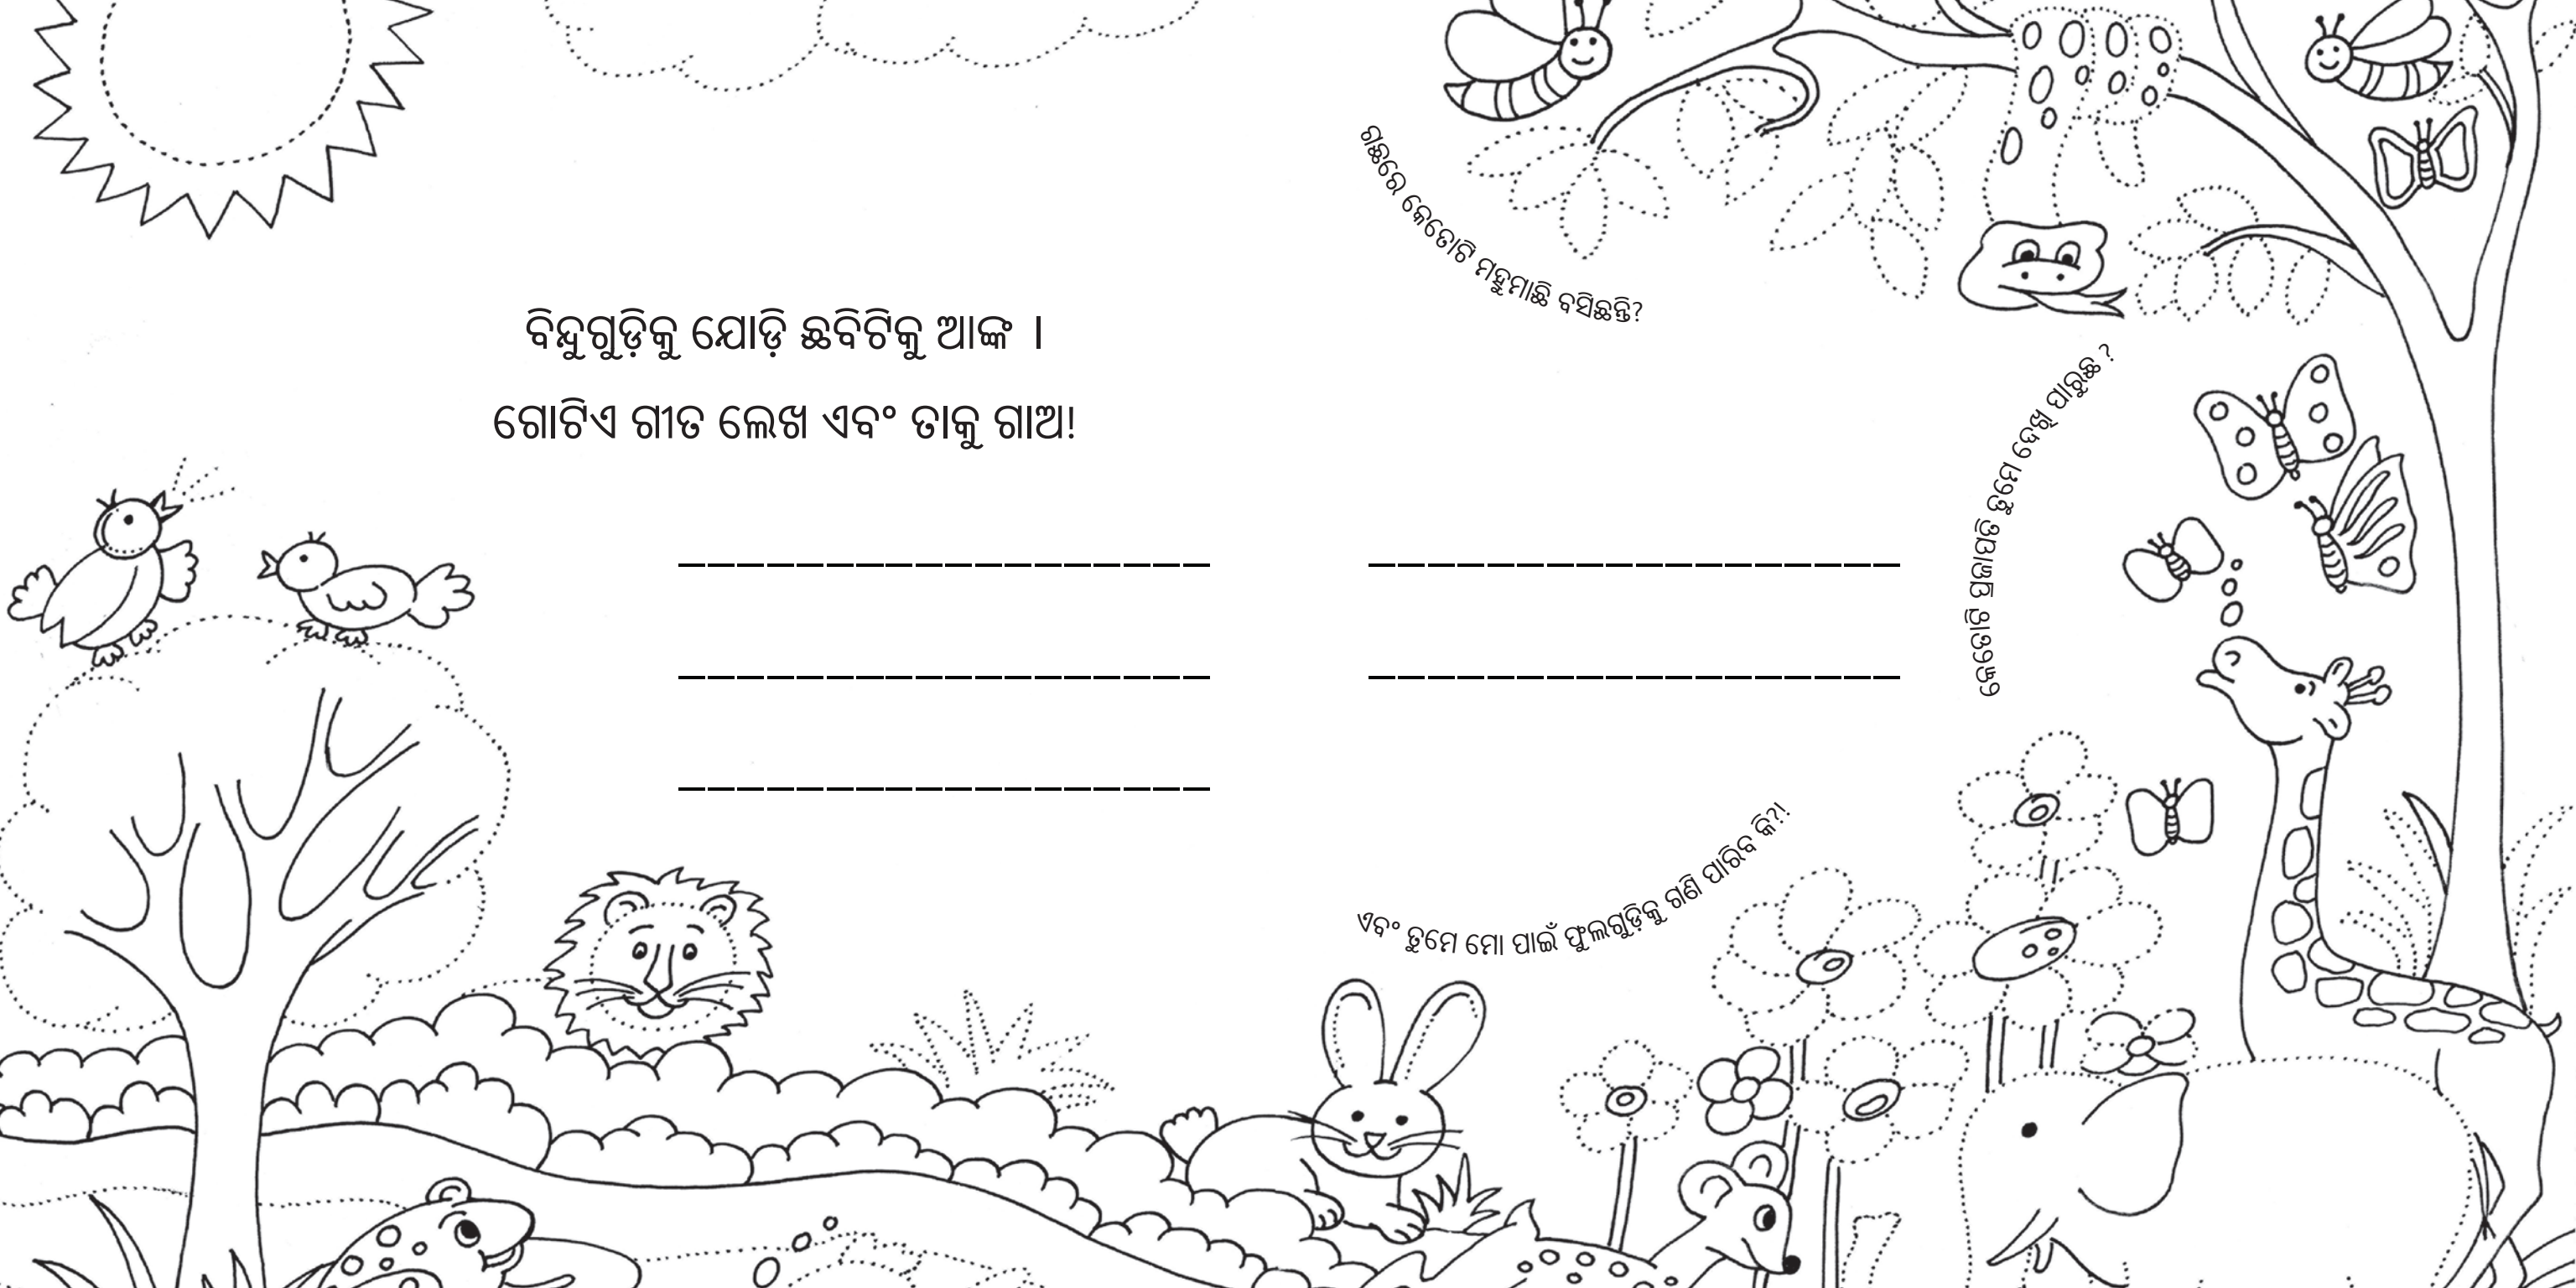 ବିନ୍ଦୁଗୁଡ଼ିକୁ ଯୋଡ଼ି ଛବିଟିକୁ ଆଙ୍କ ।
ଗୋଟିଏ ଗୀତ ଲେଖ ଏବଂ ତାକୁ ଗାଅ!
ଗଛରେ କେତୋଟି ମହୁମାଛି ବସିଛନ୍ତି?
କେତୋଟି ପ୍ରଜାପତି ତୁମେ ଦେଖି ପାରୁଛ ?
ଏବଂ ତୁମେ ମୋ ପାଇଁ ଫୁଲଗୁଡ଼ିକୁ ଗଣି ପାରିବ କି?!